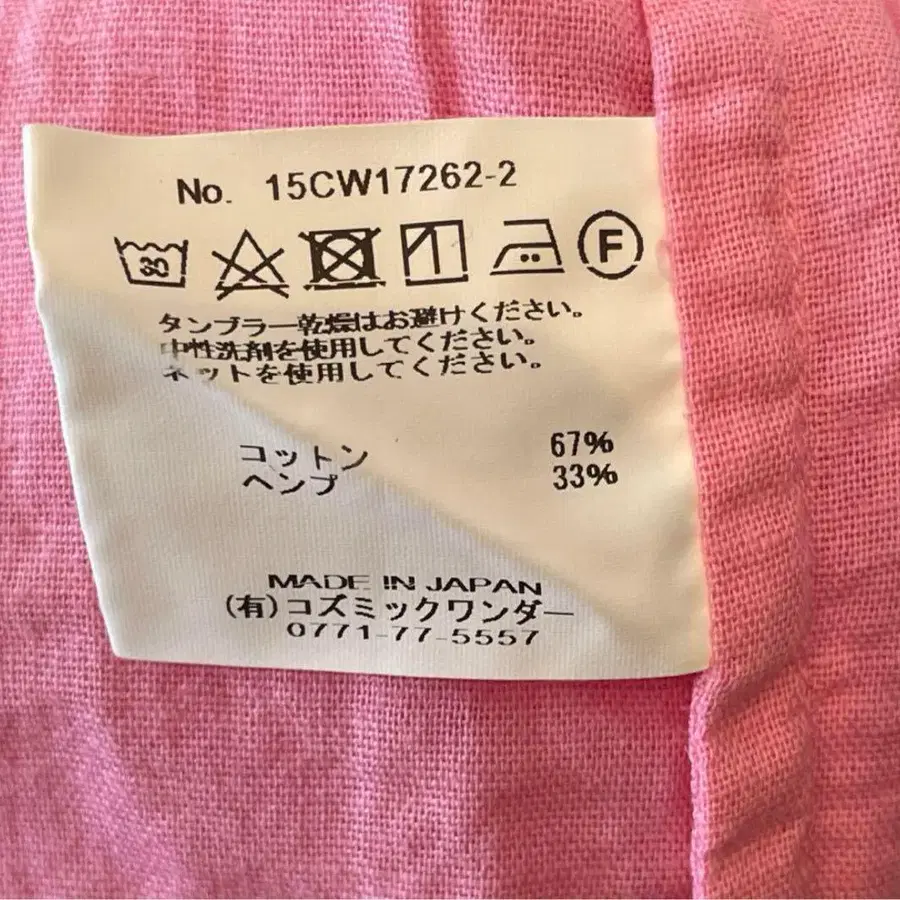 No. 15CW17262-2
30
F
タンブラー乾燥はお避けください。
中性洗剤を使用してください。
ネットを使用してください。
コットン 67%
ヘンプ 33%
MADE IN JAPAN
(有)コズミックワンダー
0771-77-5557